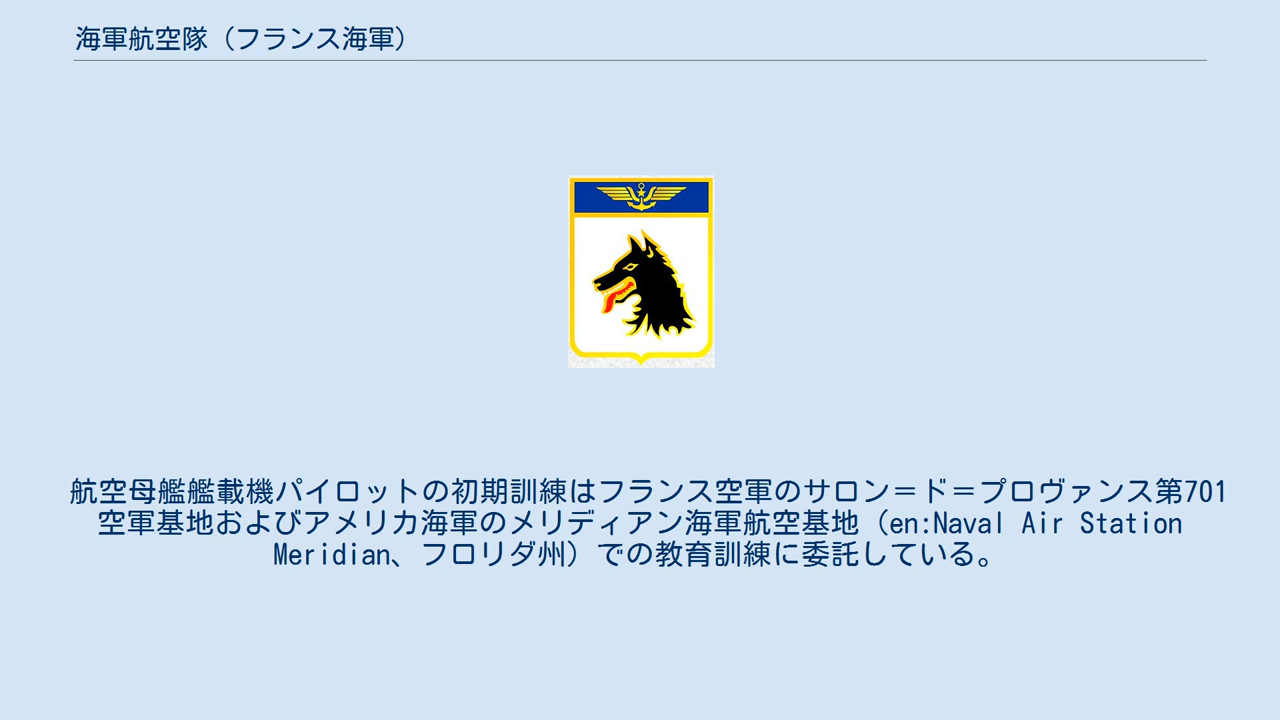 海軍航空隊（フランス海軍）
航空母艦艦載機パイロットの初期訓練はフランス空軍のサロン＝ド＝プロヴァンス第701
空軍基地およびアメリカ海軍のメリディアン海軍航空基地（en:Naval Air Station
Meridian、フロリダ州）での教育訓練に委託している。